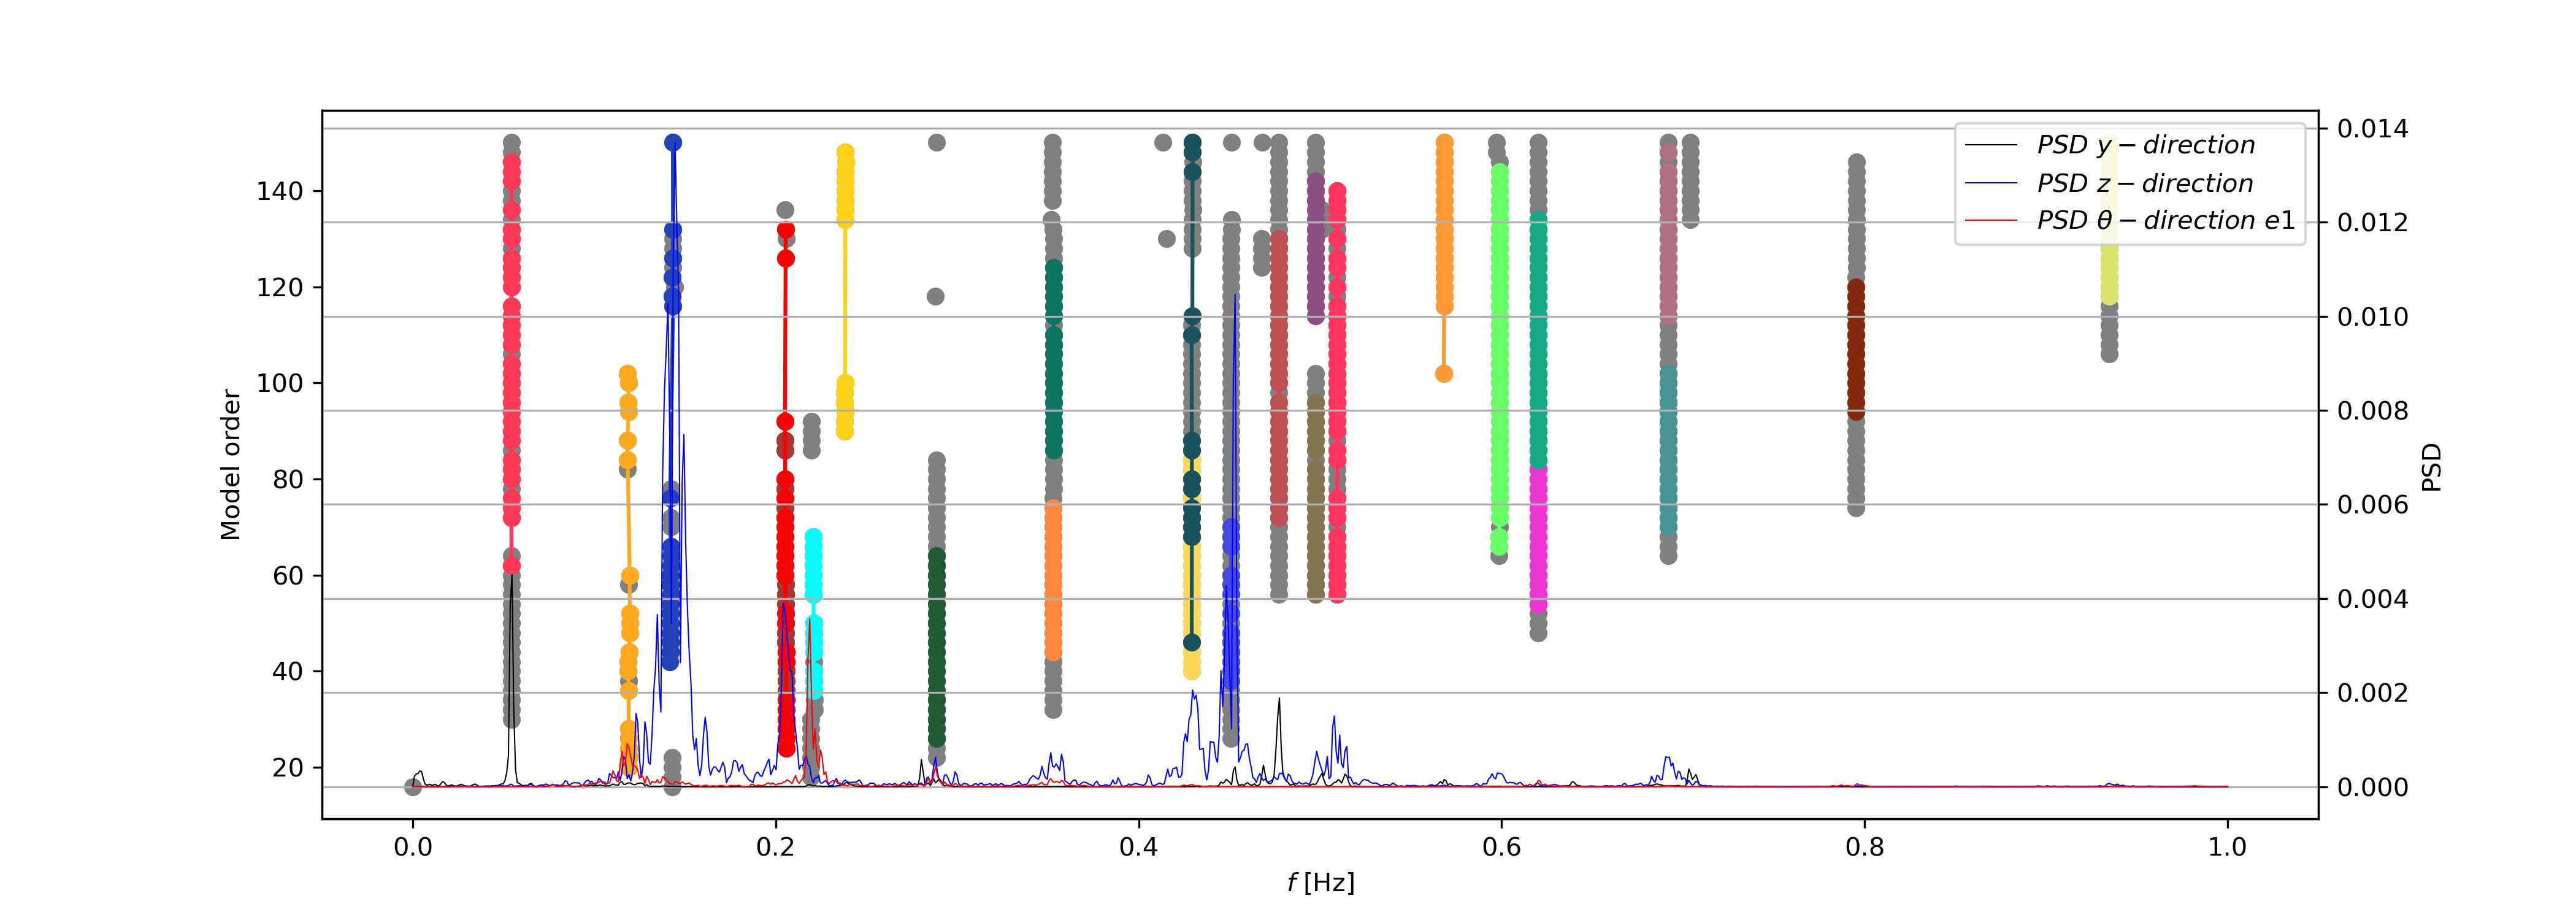 PSD y − direction
PSD z − direction
PSD θ − direction e1
Model order
140
120
100
80
60
40
20
0.014
0.012
0.010
0.008
0.006
0.004
0.002
0.000
PSD
0.0 0.2 0.4 0.6 0.8 1.0
f [Hz]